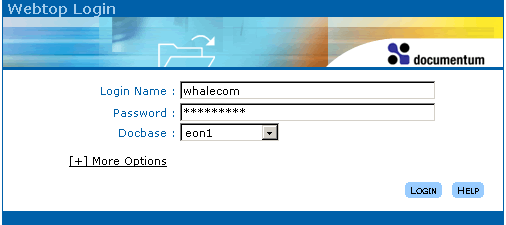 Webtop Login
documentum
Login Name : whalecom
Password : *********
Docbase : eon1
[+] More Options
LOGIN HELP